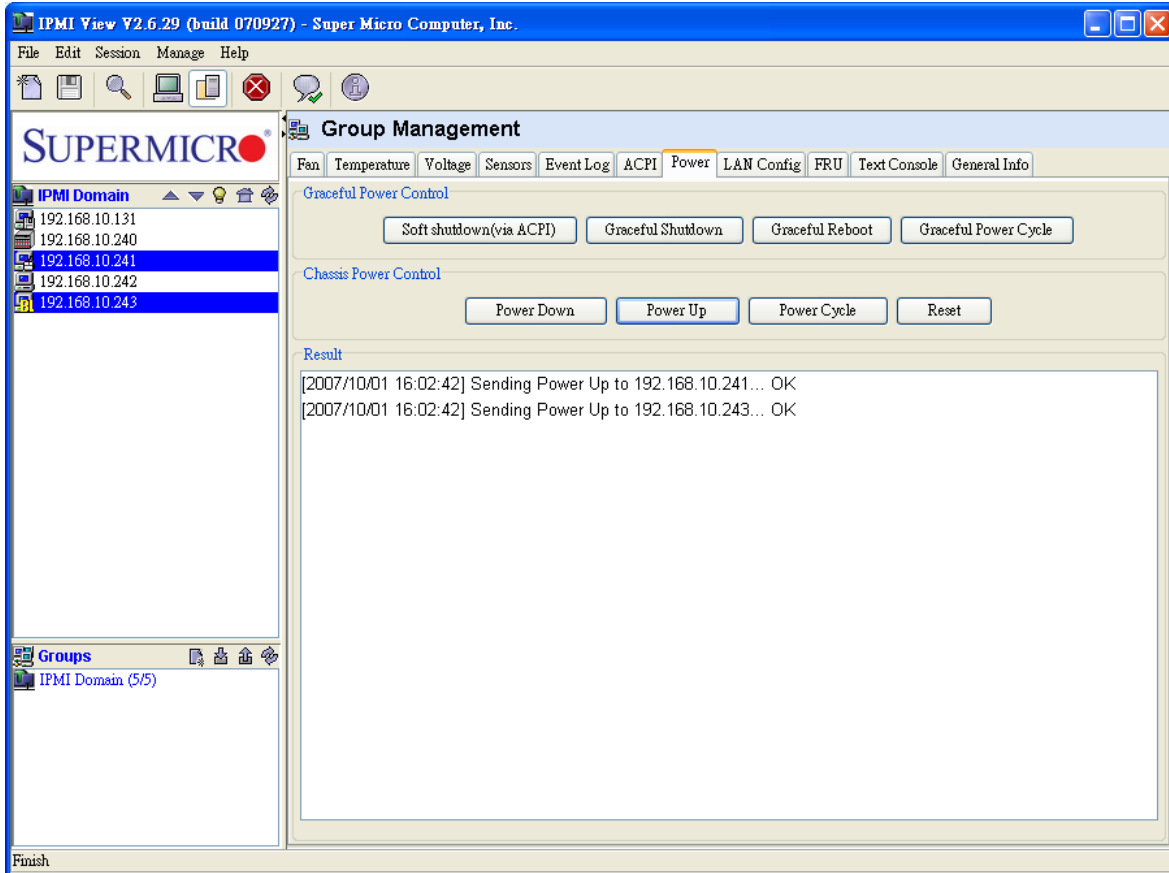 IPMI View V2.6.29 (build 070927) - Super Micro Computer, Inc.
File Edit Session Manage Help
SUPERMICRO
Group Management
Fan Temperature Voltage Sensors Event Log ACPI Power LAN Config FRU Text Console General Info
IPMI Domain
192.168.10.131
192.168.10.240
192.168.10.241
192.168.10.242
192.168.10.243
Graceful Power Control
Soft shutdown(via ACPI) Graceful Shutdown Graceful Reboot Graceful Power Cycle
Chassis Power Control
Power Down Power Up Power Cycle Reset
Result
[2007/10/01 16:02:42] Sending Power Up to 192.168.10.241... OK
[2007/10/01 16:02:42] Sending Power Up to 192.168.10.243... OK
Groups
IPMI Domain (5/5)
Finish